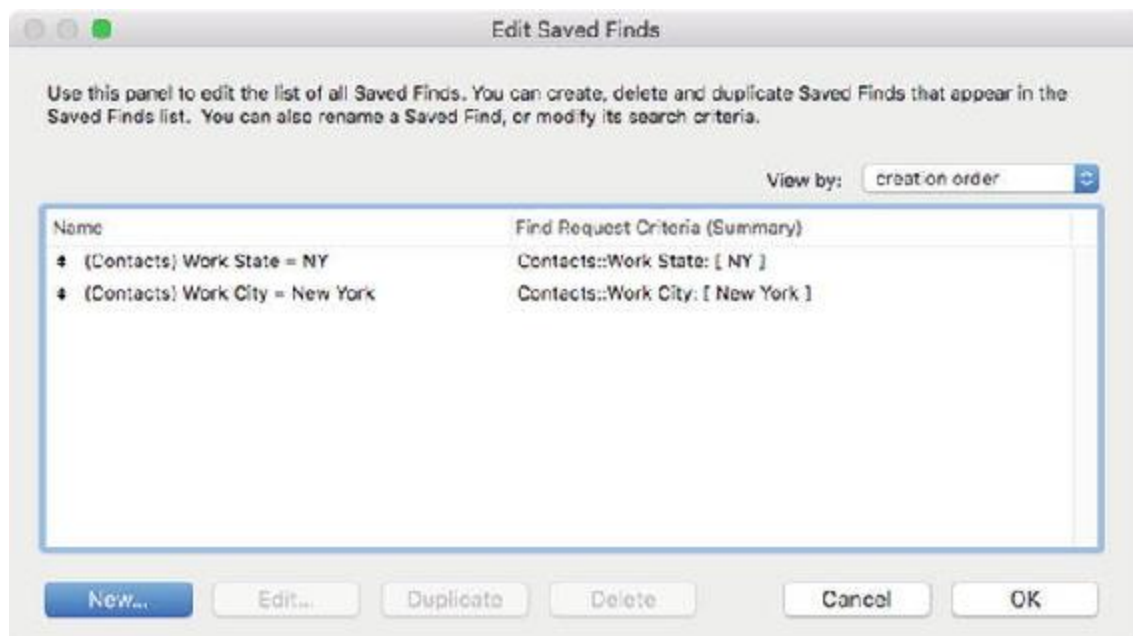 Edit Saved Finds
Use this panel to edit the list of all Saved Finds. You can create, delete and duplicate Saved Finds that appear in the
Saved Finds list. You can also rename a Saved Find, or modify its search criteria.
View by: creation order
Name Find Request Criteria (Summary)
(Contacts) Work State = NY Contacts::Work State: [ NY ]
(Contacts) Work City = New York Contacts::Work City: [ New York ]
New... Edit... Duplicate Delete Cancel OK